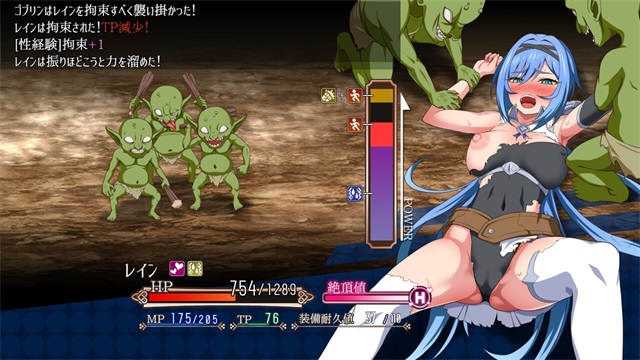 ゴブリンはレインを拘束すべく襲い掛かった!
レインは拘束された!TP減少!
[性経験]拘束+1
レインは振りほどこうと力を溜めた!
POWER
レイン
HP 754/1289
絶頂値 H
MP 175/205 TP 76 装備耐久値